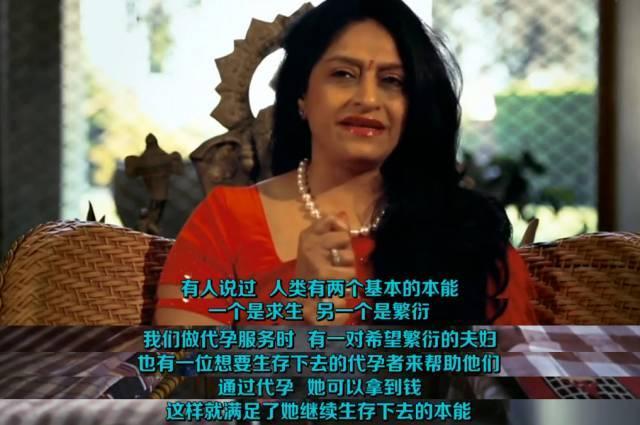 有人说过 人类有两个基本的本能
一个是求生 另一个是繁衍
我们做代孕服务时 有一对希望繁衍的夫妇
也有一位想要生存下去的代孕者来帮助他们
通过代孕 她可以拿到钱
这样就满足了她继续生存下去的本能